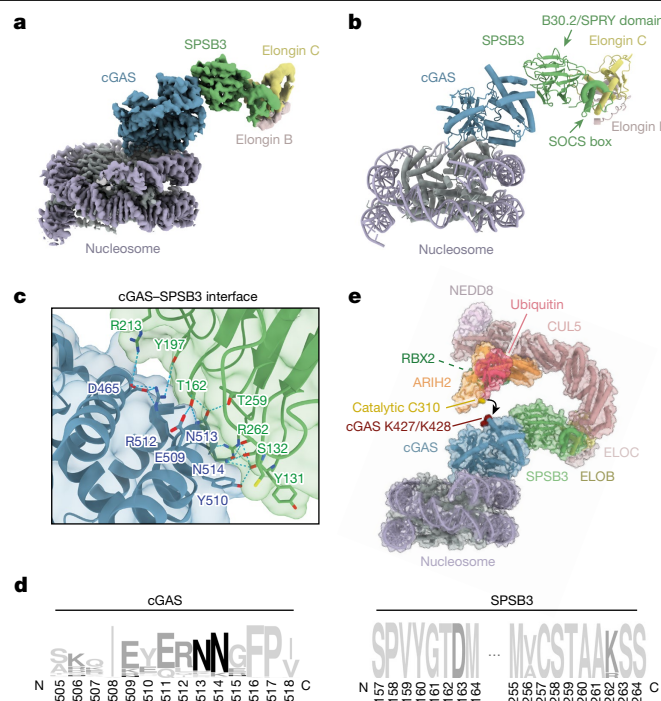 a
SPSB3
Elongin C
cGAS
Elongin B
Nucleosome
b
B30.2/SPRY domain
SPSB3
Elongin C
cGAS
Elongin
SOCS box
Nucleosome
c
cGAS–SPSB3 interface
R213
Y197
D465
T162
T259
R512
N513
R262
E509
S132
N514
Y131
Y510
e
NEDD8
Ubiquitin
CUL5
RBX2
ARIH2
Catalytic C310
cGAS K427/K428
cGAS
ELOC
SPSB3 ELOB
Nucleosome
d
cGAS
EYERNNGFP
N 505 506 507 508 509 510 511 512 513 514 515 516 517 518 C
SPSB3
SPVYGTDM ... MVCSTAAKSS
N 157 158 159 160 161 162 163 164 255 256 257 258 259 260 261 262 263 264 C